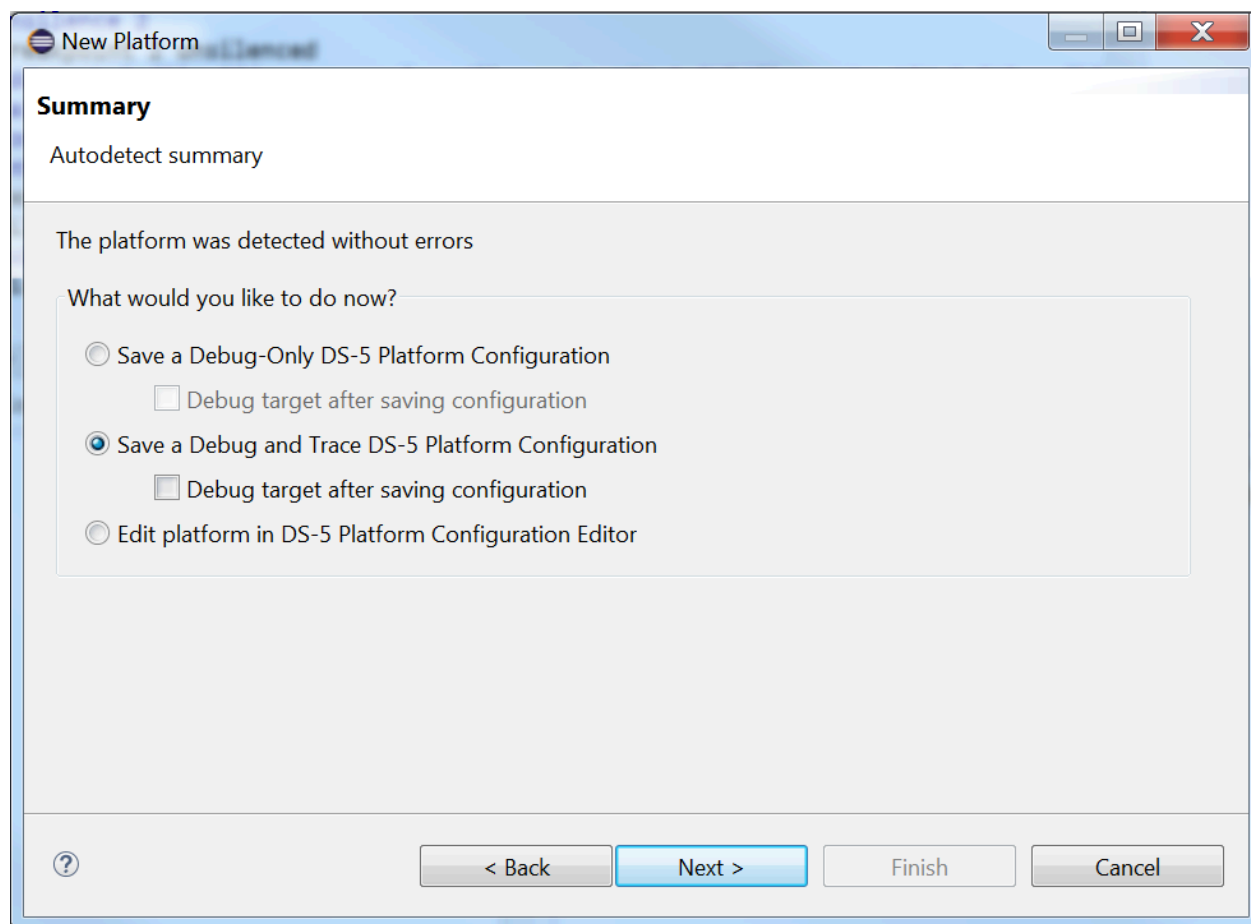 New Platform
Summary
Autodetect summary
The platform was detected without errors
What would you like to do now?
Save a Debug-Only DS-5 Platform Configuration
Debug target after saving configuration
Save a Debug and Trace DS-5 Platform Configuration
Debug target after saving configuration
Edit platform in DS-5 Platform Configuration Editor
? < Back Next > Finish Cancel